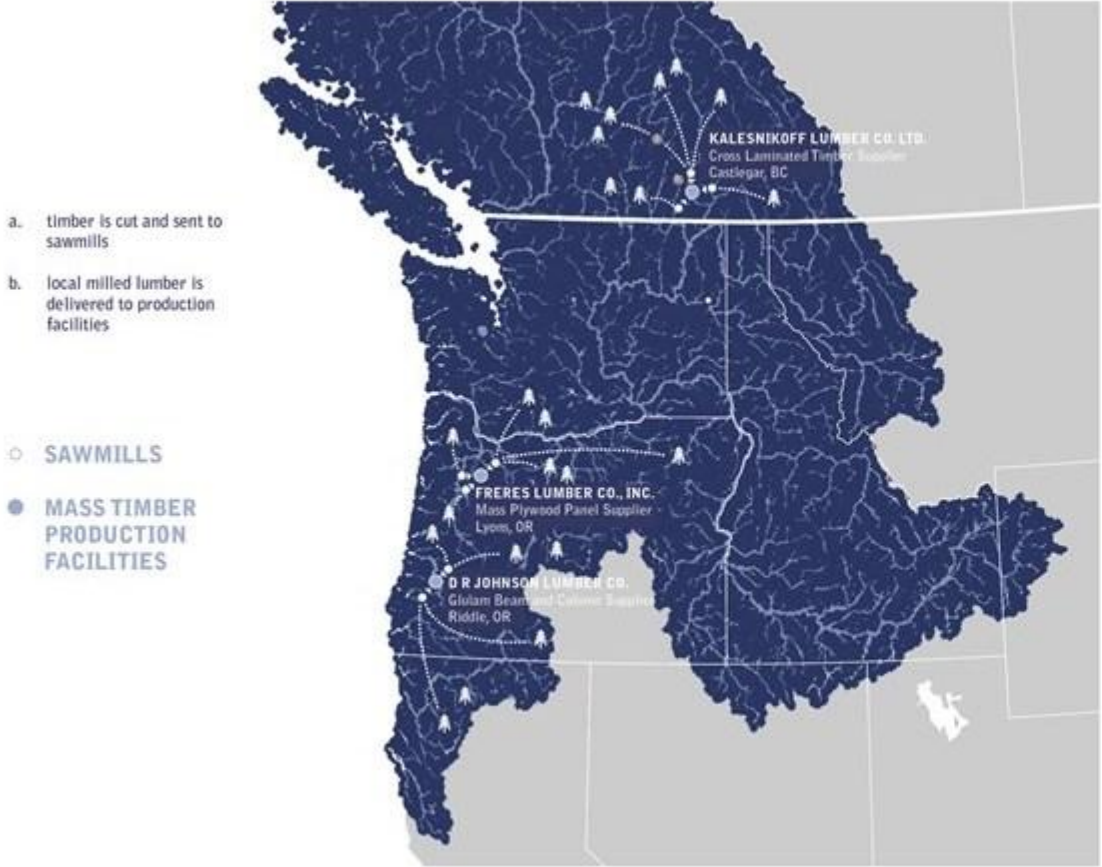 a. timber is cut and sent to
sawmills
b. local milled lumber is
delivered to production
facilities
SAWMILLS
MASS TIMBER
PRODUCTION
FACILITIES
KALESNIKOFF LUMBER CO. LTD.
Cross Laminated Timber Supplier
Castlegar, BC
FRERES LUMBER CO., INC.
Mass Plywood Panel Supplier
Lyons, OR
D R JOHNSON LUMBER CO.
Glulam Beam and Column Supplier
Riddle, OR